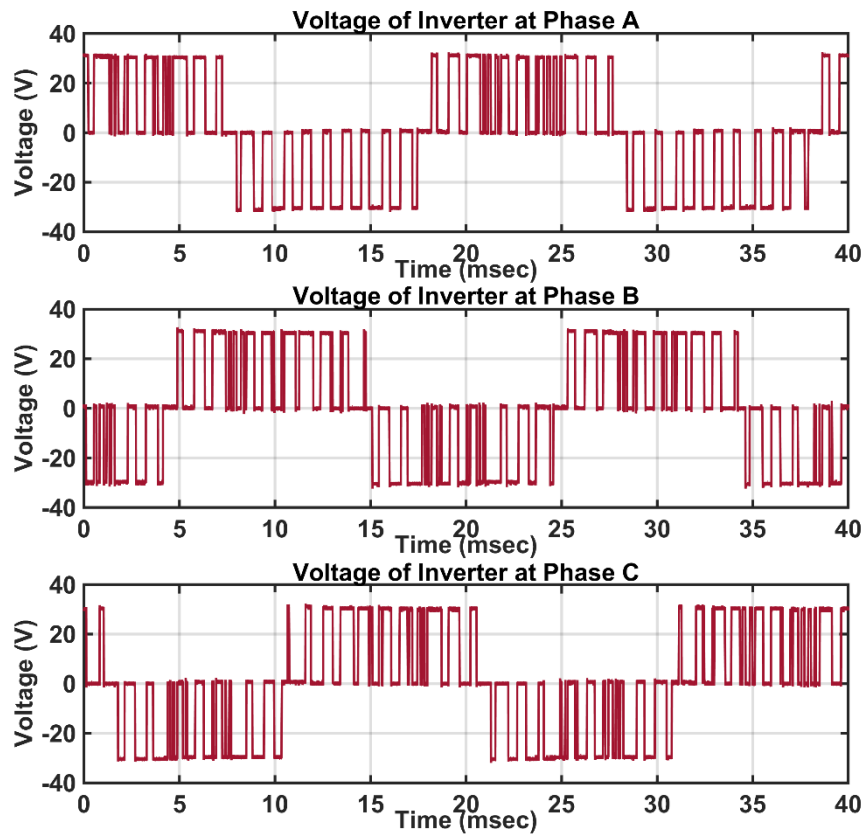 Voltage of Inverter at Phase A
Voltage (V)
40
20
0
-20
-40
0 5 10 15 20 25 30 35 40
Time (msec)
Voltage of Inverter at Phase B
Voltage (V)
40
20
0
-20
-40
0 5 10 15 20 25 30 35 40
Time (msec)
Voltage of Inverter at Phase C
Voltage (V)
40
20
0
-20
-40
0 5 10 15 20 25 30 35 40
Time (msec)